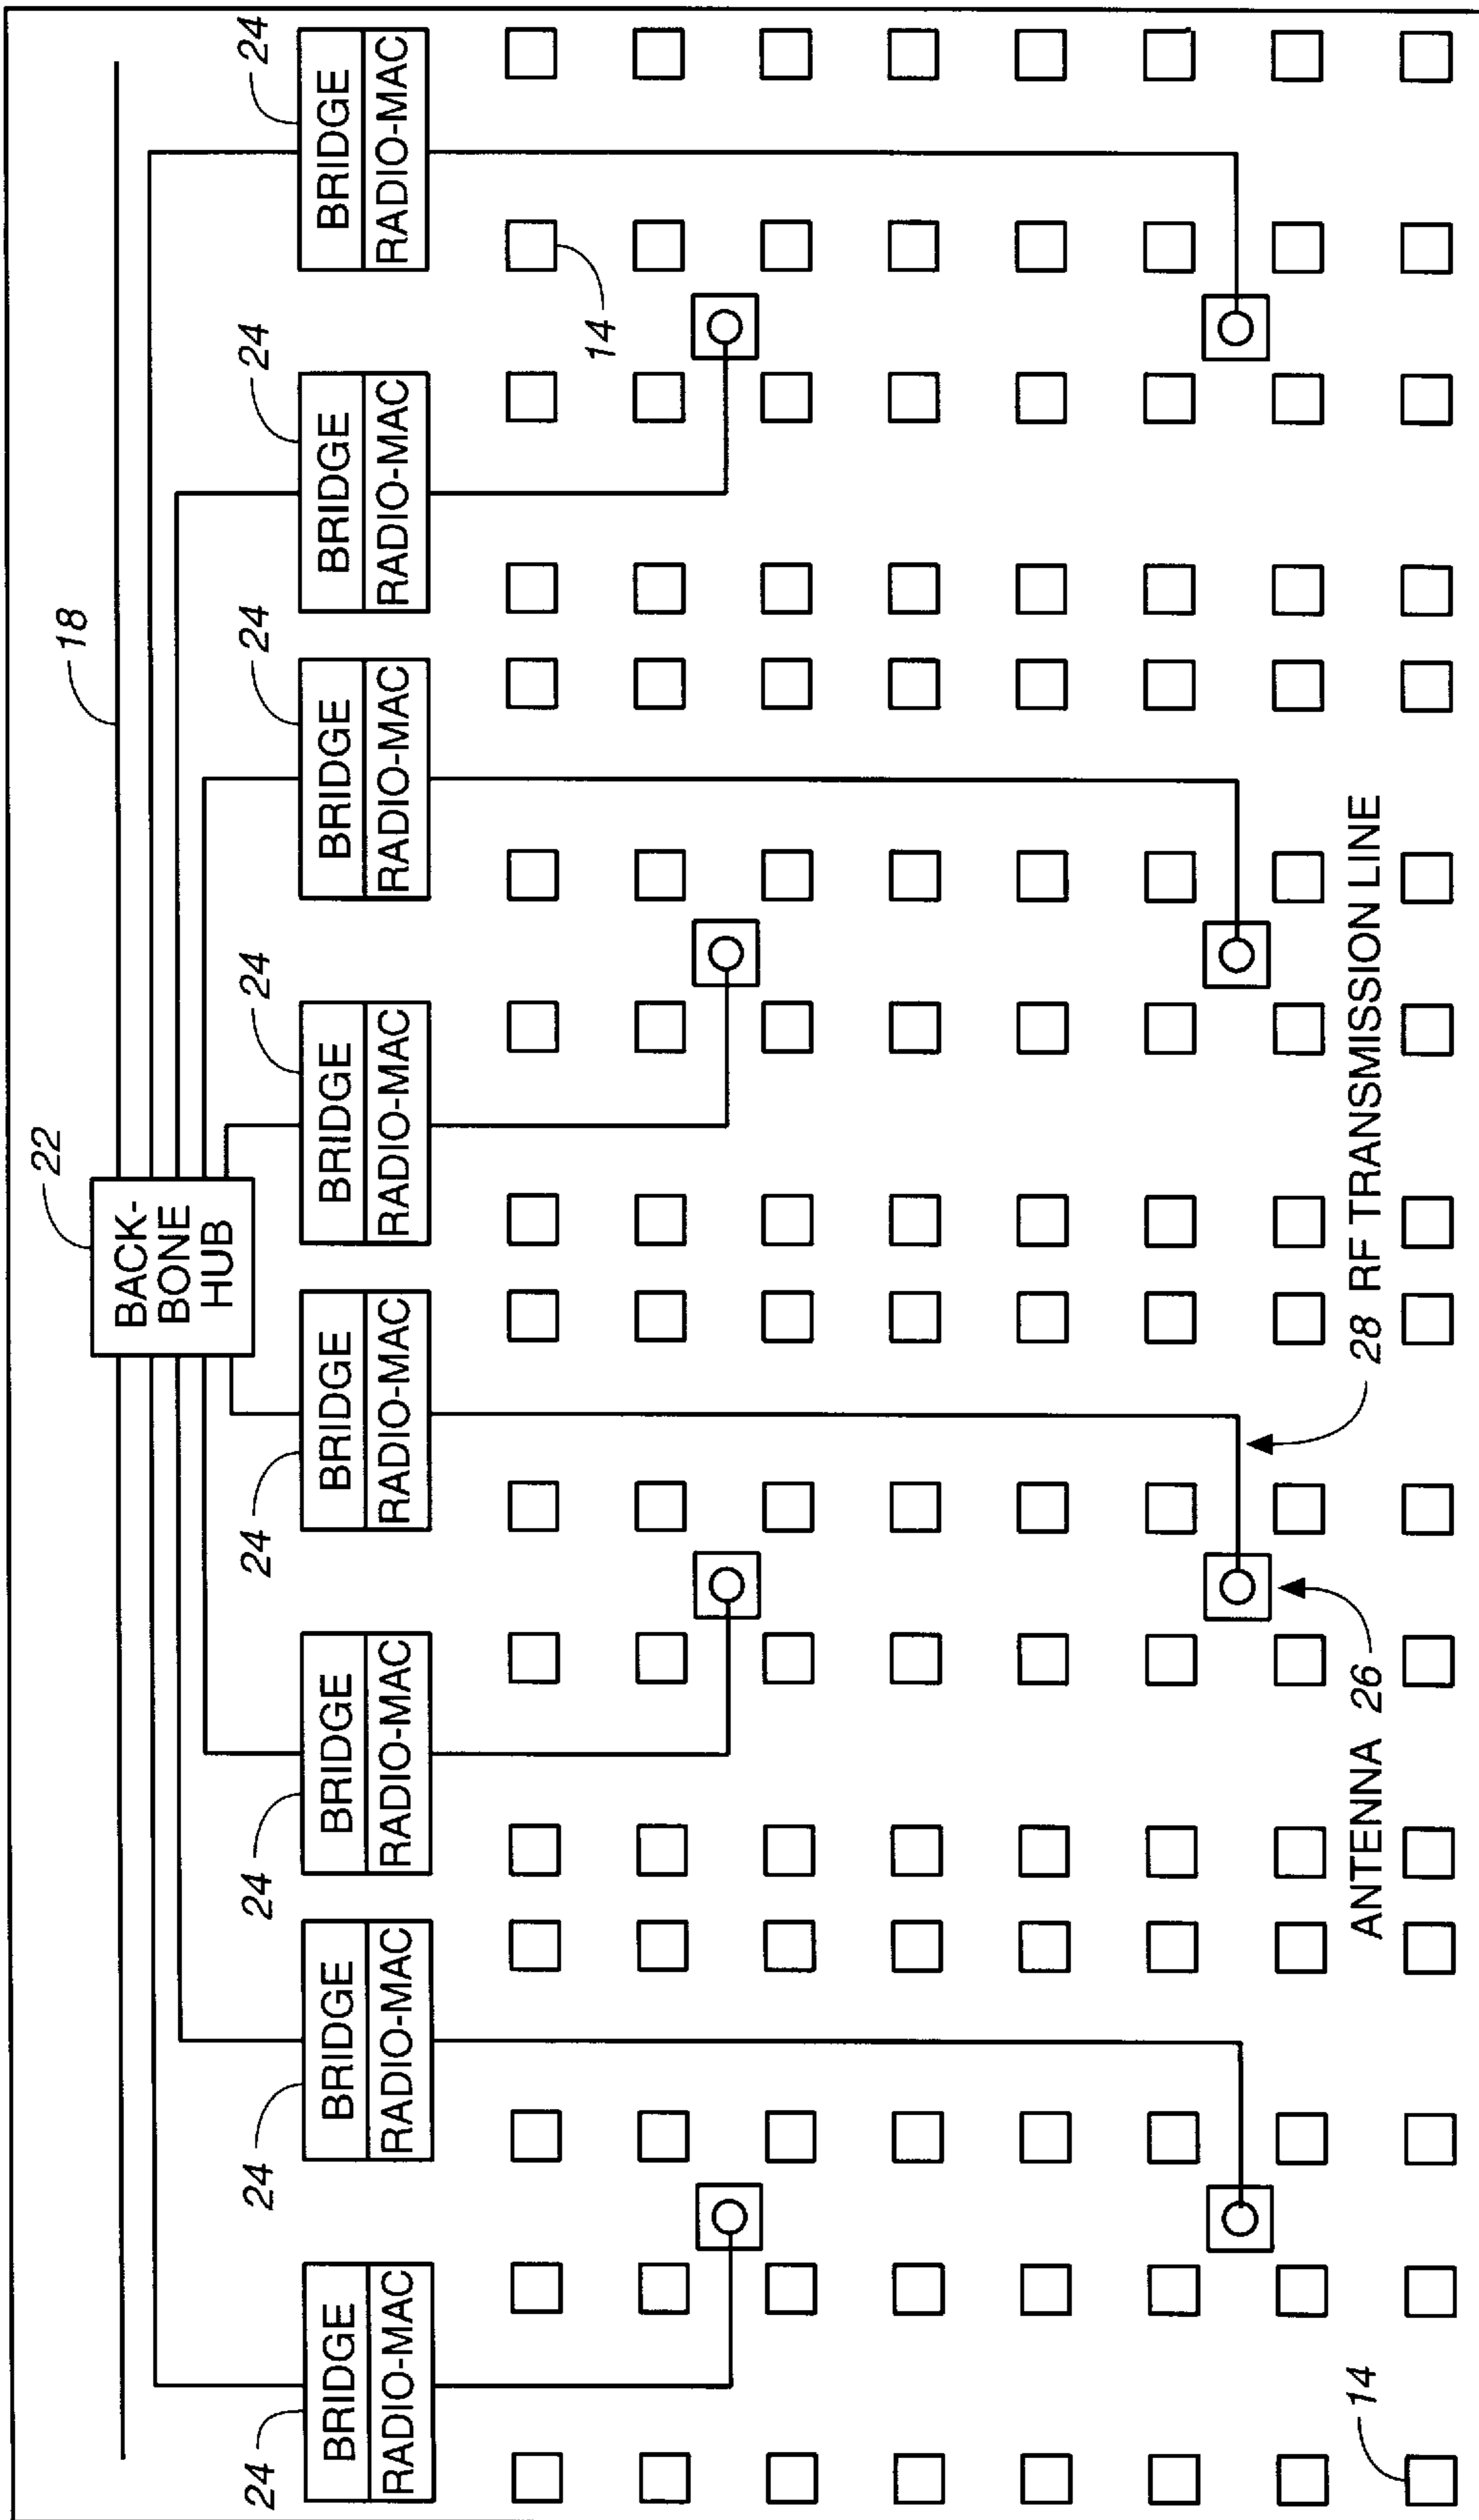 22
18
BACK-
BONE
HUB
24
24
24
24
24
24
24
24
BRIDGE
RADIO-MAC
BRIDGE
RADIO-MAC
BRIDGE
RADIO-MAC
BRIDGE
RADIO-MAC
BRIDGE
RADIO-MAC
BRIDGE
RADIO-MAC
BRIDGE
RADIO-MAC
BRIDGE
RADIO-MAC
14
14
ANTENNA 26
28 RF TRANSMISSION LINE